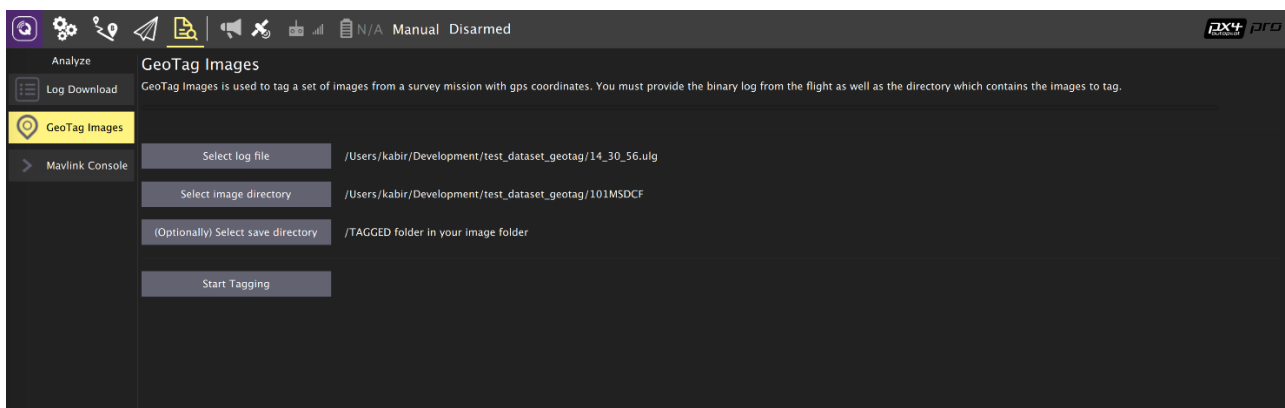 N/A Manual Disarmed
px4 pro
autopilot
Analyze
Log Download
GeoTag Images
Mavlink Console
GeoTag Images
GeoTag Images is used to tag a set of images from a survey mission with gps coordinates. You must provide the binary log from the flight as well as the directory which contains the images to tag.
Select log file /Users/kabir/Development/test_dataset_geotag/14_30_56.ulg
Select image directory /Users/kabir/Development/test_dataset_geotag/101MSDCF
(Optionally) Select save directory /TAGGED folder in your image folder
Start Tagging